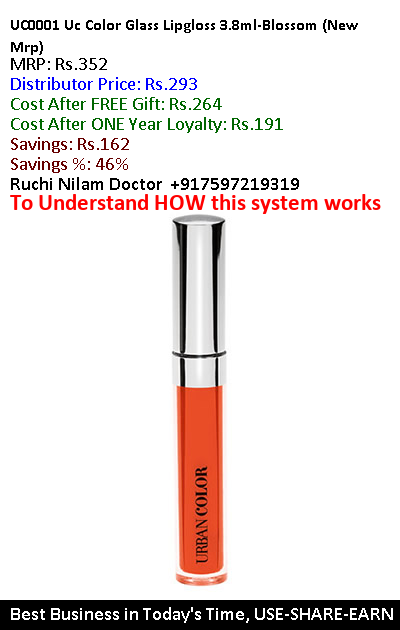 UC0001 Uc Color Glass Lipgloss 3.8ml-Blossom (New
Mrp)
MRP: Rs.352
Distributor Price: Rs.293
Cost After FREE Gift: Rs.264
Cost After ONE Year Loyalty: Rs.191
Savings: Rs.162
Savings %: 46%
Ruchi Nilam Doctor +917597219319
To Understand HOW this system works
URBAN COLOR
Best Business in Today's Time, USE-SHARE-EARN